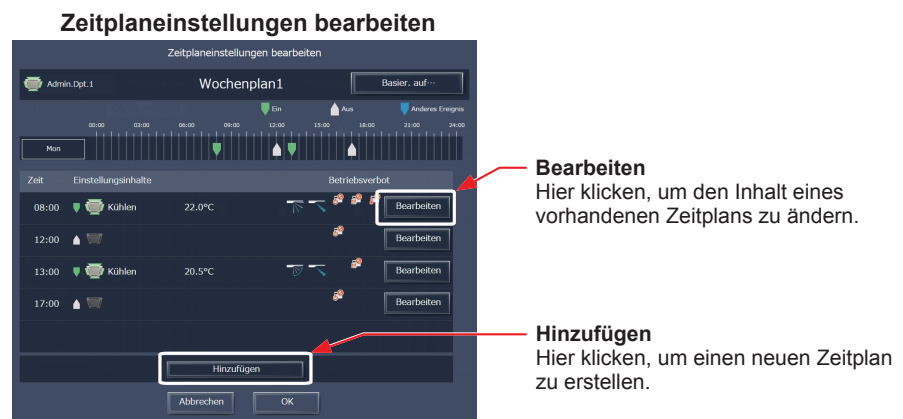 Zeitplaneinstellungen bearbeiten
Zeitplaneinstellungen bearbeiten
Admin.Dpt.1
Wochenplan1
Basier. auf···
Ein
Aus
Anderes Ereignis
00:00 03:00 06:00 09:00 12:00 15:00 18:00 21:00 24:00
Mon
Zeit Einstellungsinhalte Betriebsverbot
08:00 Kühlen 22.0°C Bearbeiten
12:00 Bearbeiten
13:00 Kühlen 20.5°C Bearbeiten
17:00 Bearbeiten
Hinzufügen
Abbrechen OK
Bearbeiten
Hier klicken, um den Inhalt eines
vorhandenen Zeitplans zu ändern.
Hinzufügen
Hier klicken, um einen neuen Zeitplan
zu erstellen.